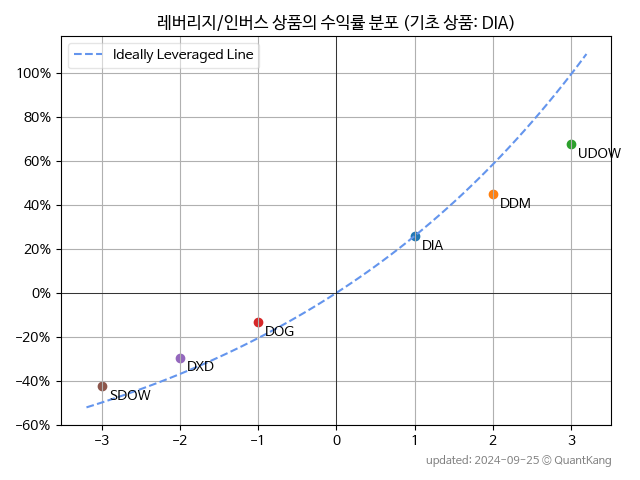 레버리지/인버스 상품의 수익률 분포 (기초 상품: DIA)
Ideally Leveraged Line
100%
80%
60%
40%
20%
0%
−20%
−40%
−60%
UDOW
DDM
DIA
DOG
DXD
SDOW
−3 −2 −1 0 1 2 3
updated: 2024-09-25 © QuantKang